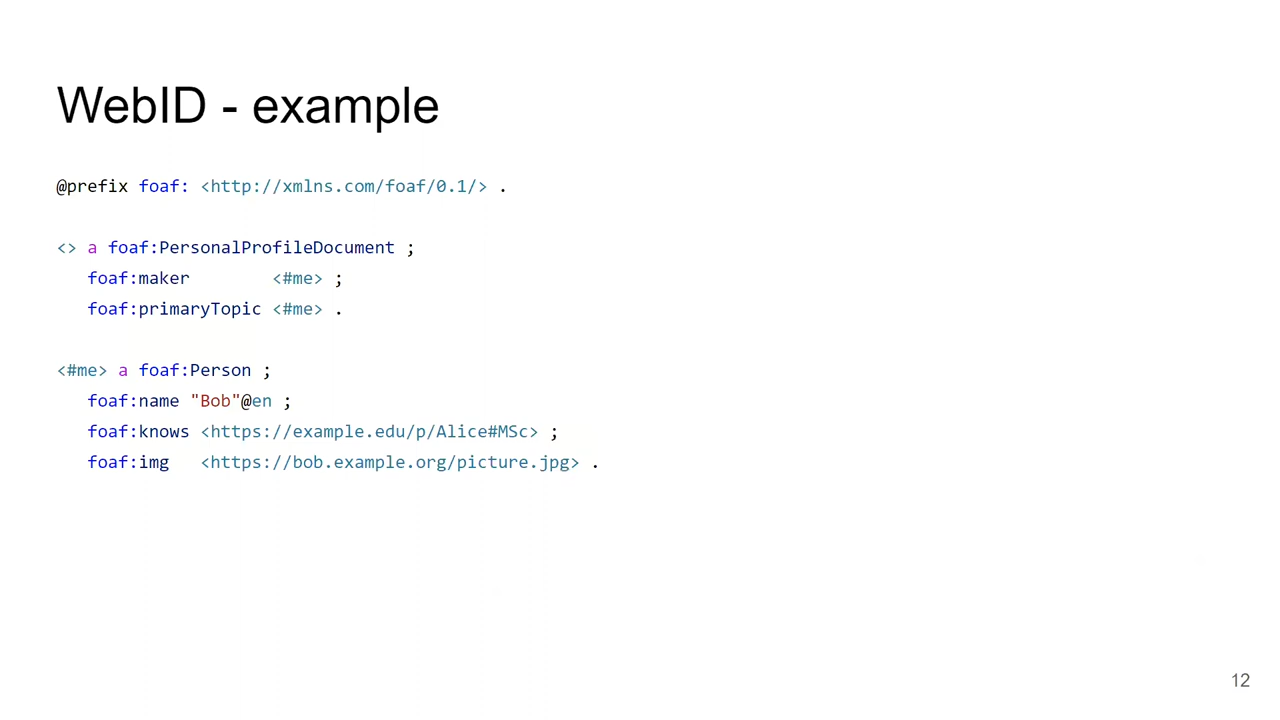 WebID - example
@prefix foaf: <http://xmlns.com/foaf/0.1/> .
<> a foaf:PersonalProfileDocument ;
foaf:maker <#me> ;
foaf:primaryTopic <#me> .
<#me> a foaf:Person ;
foaf:name "Bob"@en ;
foaf:knows <https://example.edu/p/Alice#MSc> ;
foaf:img <https://bob.example.org/picture.jpg> .
12